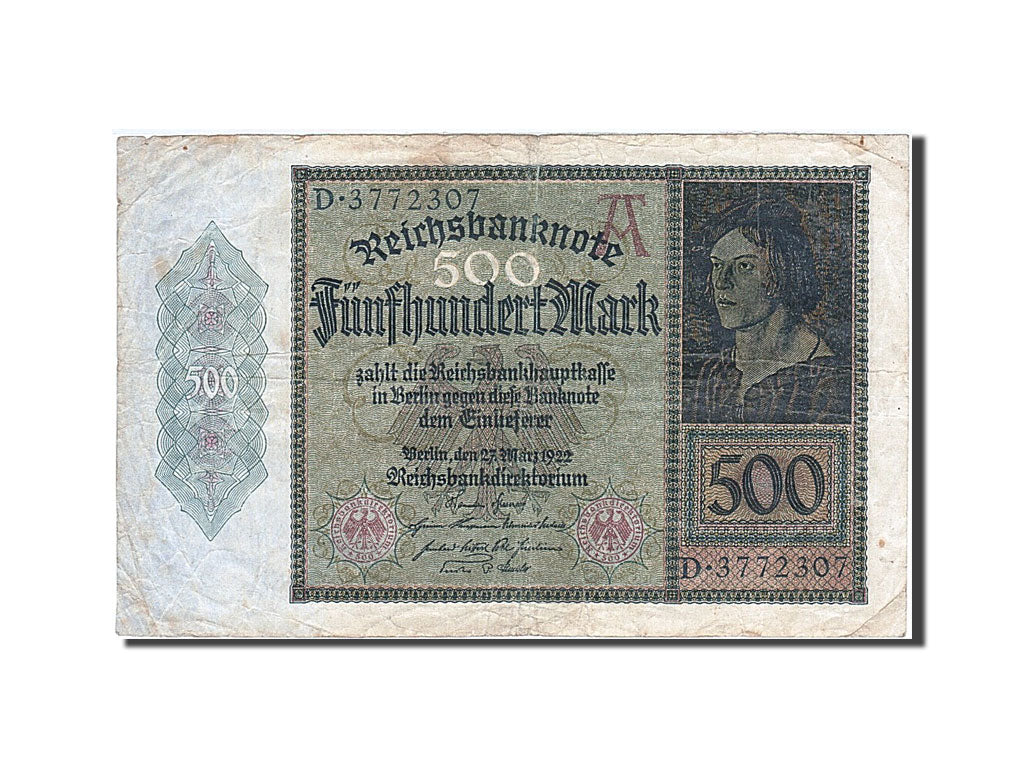 D·3772307
A
Reichsbanknote
500
Fünfhundert Mark
zahlt die Reichsbankhauptkasse
in Berlin gegen diese Banknote
dem Einlieferer
Berlin, den 27. März 1922
Reichsbankdirektorium
500
500
D·3772307